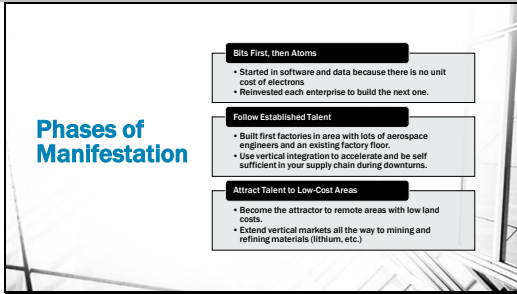 Phases of
Manifestation
Bits First, then Atoms
• Started in software and data because there is no unit
cost of electrons
• Reinvested each enterprise to build the next one.
Follow Established Talent
• Built first factories in area with lots of aerospace
engineers and an existing factory floor.
• Use vertical integration to accelerate and be self
sufficient in your supply chain during downturns.
Attract Talent to Low-Cost Areas
• Become the attractor to remote areas with low land
costs.
• Extend vertical markets all the way to mining and
refining materials (lithium, etc.)